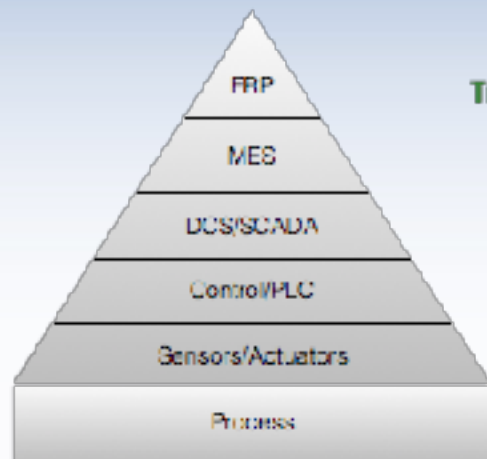 ERP
MES
DCS/SCADA
Control/PLC
Sensors/Actuators
Process